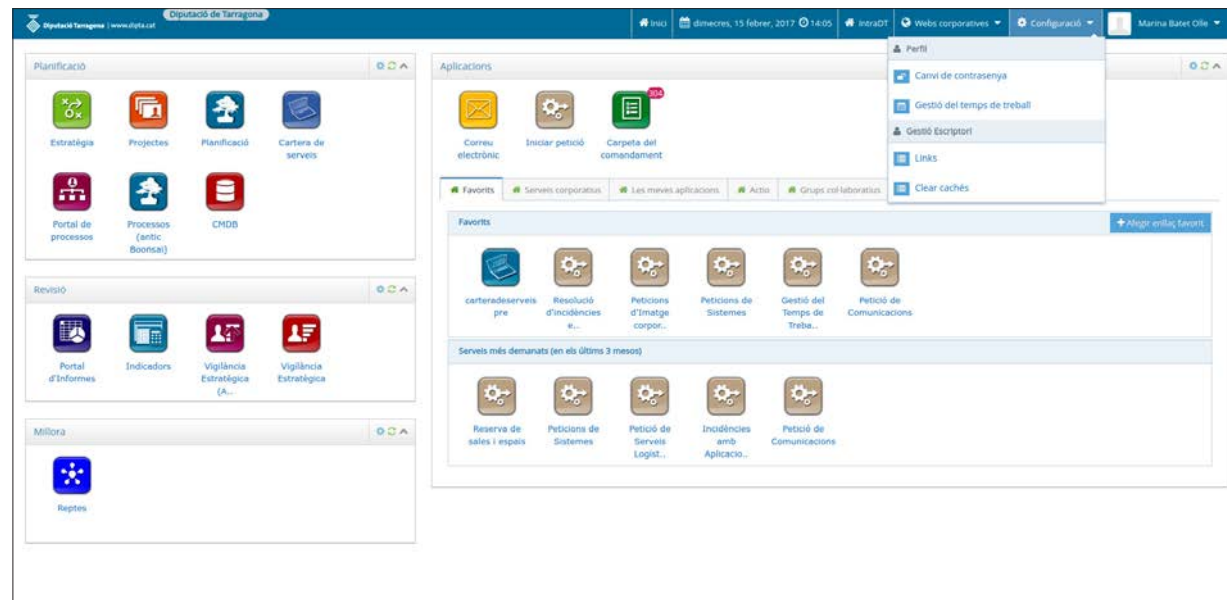 Diputació de Tarragona
Diputació Tarragona | www.dipta.cat
Inici
dimecres, 15 febrer, 2017 14:05
IntraDT
Webs corporatives
Configuració
Marina Batet Olle
Perfil
Canvi de contrasenya
Gestió del temps de treball
Gestió Escriptori
Links
Clear cachés
Planificació
Estratègia
Projectes
Planificació
Cartera de
serveis
Portal de
processos
Processos
(antic
Boonsai)
CMDB
Revisió
Portal
d'Informes
Indicadors
Vigilància
Estratègica
(A...
Vigilància
Estratègica
Millora
Reptes
Aplicacions
Correu
electrònic
Iniciar petició
304
Carpeta del
comandament
Favorits
Serveis corporatius
Les meves aplicacions
Actio
Grups col·laboratius
Favorits
+ Afegir enllaç favorit
carteradeserveis
pre
Resolució
d'incidències
e...
Peticions
d'Imatge
corpor...
Peticions de
Sistemes
Gestió del
Temps de
Treba...
Petició de
Comunicacions
Serveis més demanats (en els últims 3 mesos)
Reserva de
sales i espais
Peticions de
Sistemes
Petició de
Serveis
Logíst...
Incidències
amb
Aplicacio...
Petició de
Comunicacions